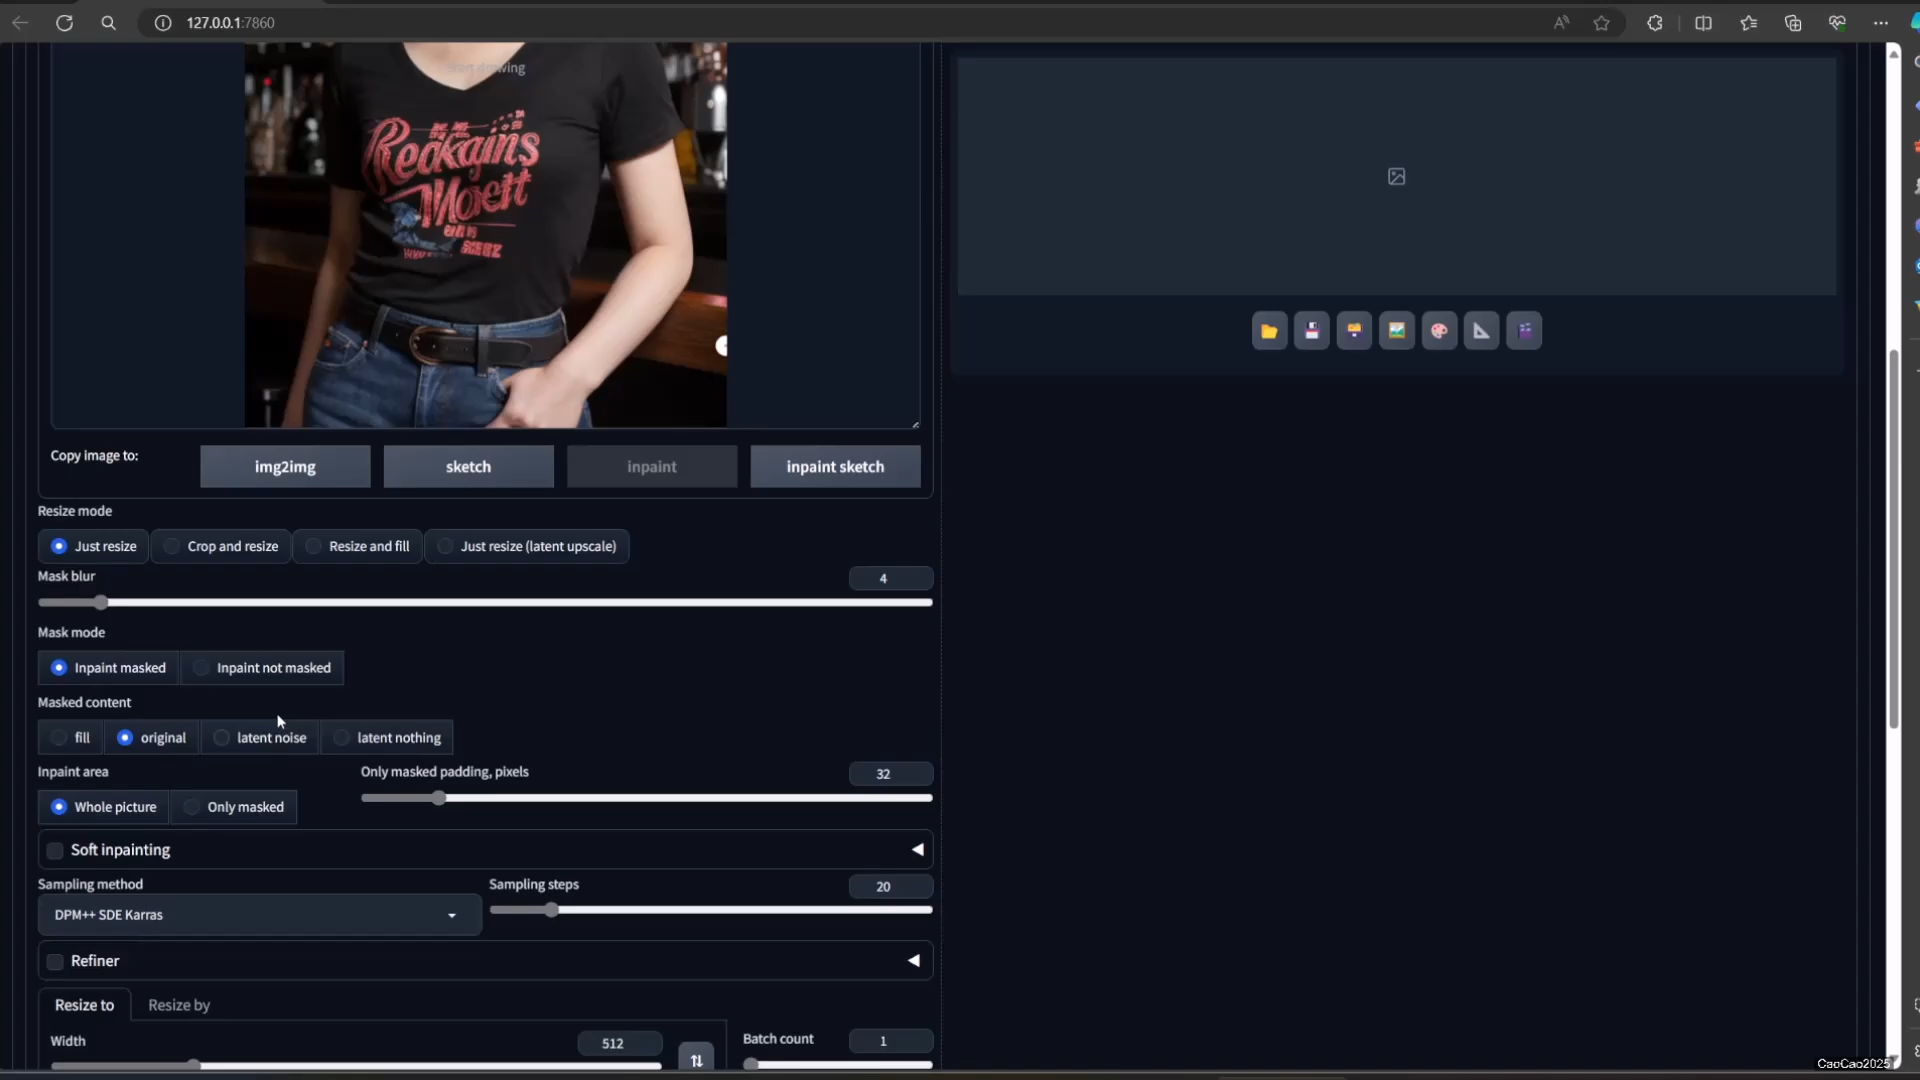 127.0.0.1:7860
Start drawing
Reckains
Moett
Copy image to:
img2img
sketch
inpaint
inpaint sketch
Resize mode
Just resize
Crop and resize
Resize and fill
Just resize (latent upscale)
Mask blur
4
Mask mode
Inpaint masked
Inpaint not masked
Masked content
fill
original
latent noise
latent nothing
Inpaint area
Only masked padding, pixels
32
Whole picture
Only masked
Soft inpainting
Sampling method
Sampling steps
20
DPM++ SDE Karras
Refiner
Resize to
Resize by
Width
512
Batch count
1
CaoCao2025